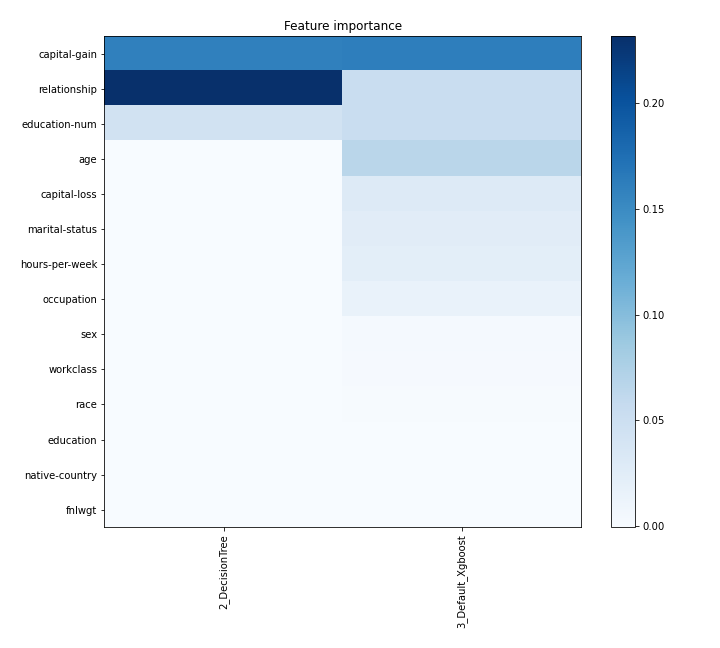 Feature importance
capital-gain
relationship
education-num
age
capital-loss
marital-status
hours-per-week
occupation
sex
workclass
race
education
native-country
fnlwgt
2_DecisionTree
3_Default_Xgboost
0.20
0.15
0.10
0.05
0.00